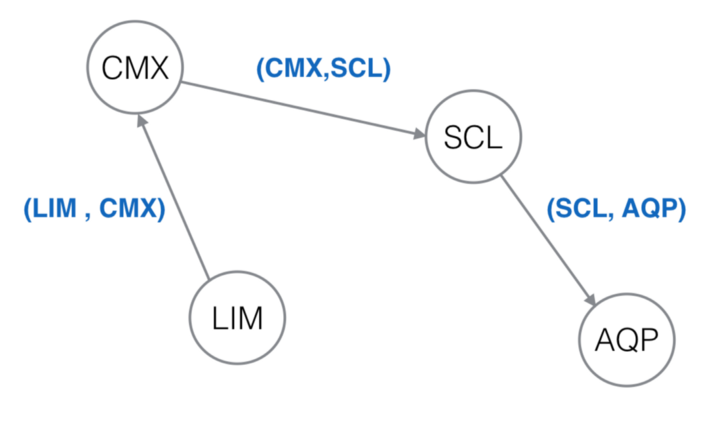 CMX
(CMX,SCL)
SCL
(LIM , CMX)
(SCL, AQP)
LIM
AQP